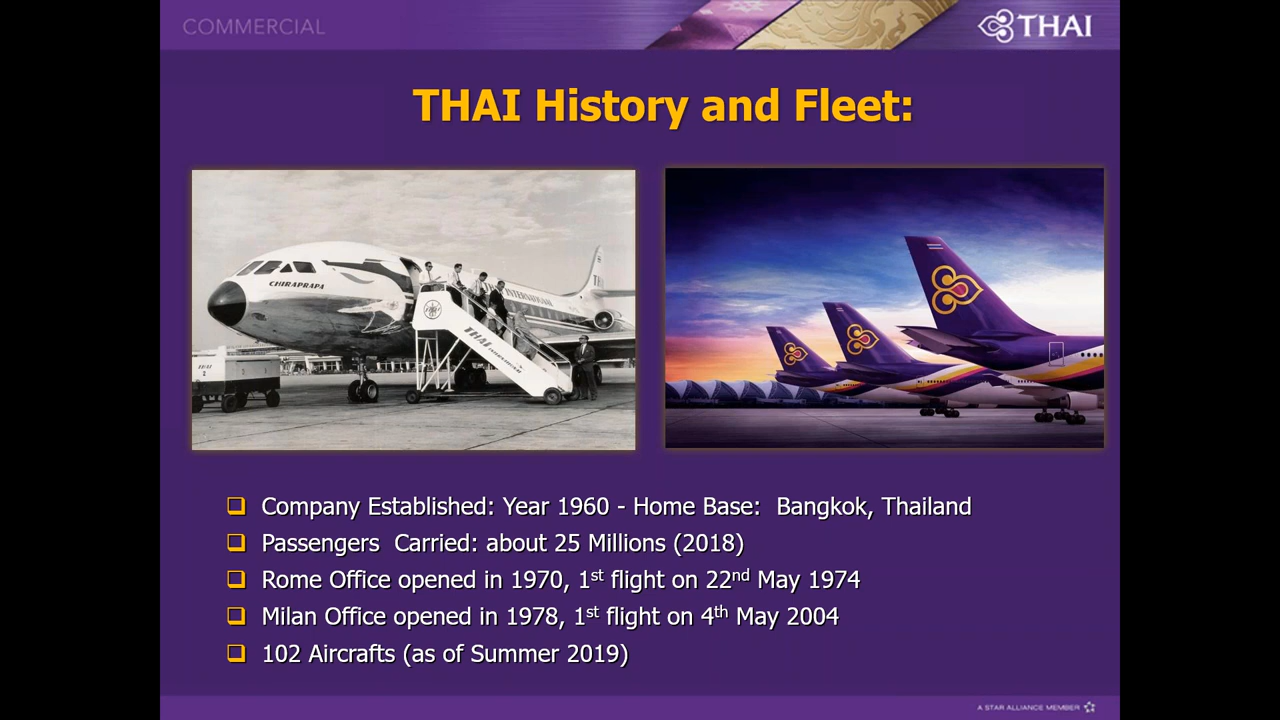 COMMERCIAL
THAI
THAI History and Fleet:
CHIRAPRAPA
INTERNATIONAL
THAI
Company Established: Year 1960 - Home Base: Bangkok, Thailand
Passengers Carried: about 25 Millions (2018)
Rome Office opened in 1970, 1st flight on 22nd May 1974
Milan Office opened in 1978, 1st flight on 4th May 2004
102 Aircrafts (as of Summer 2019)
A STAR ALLIANCE MEMBER